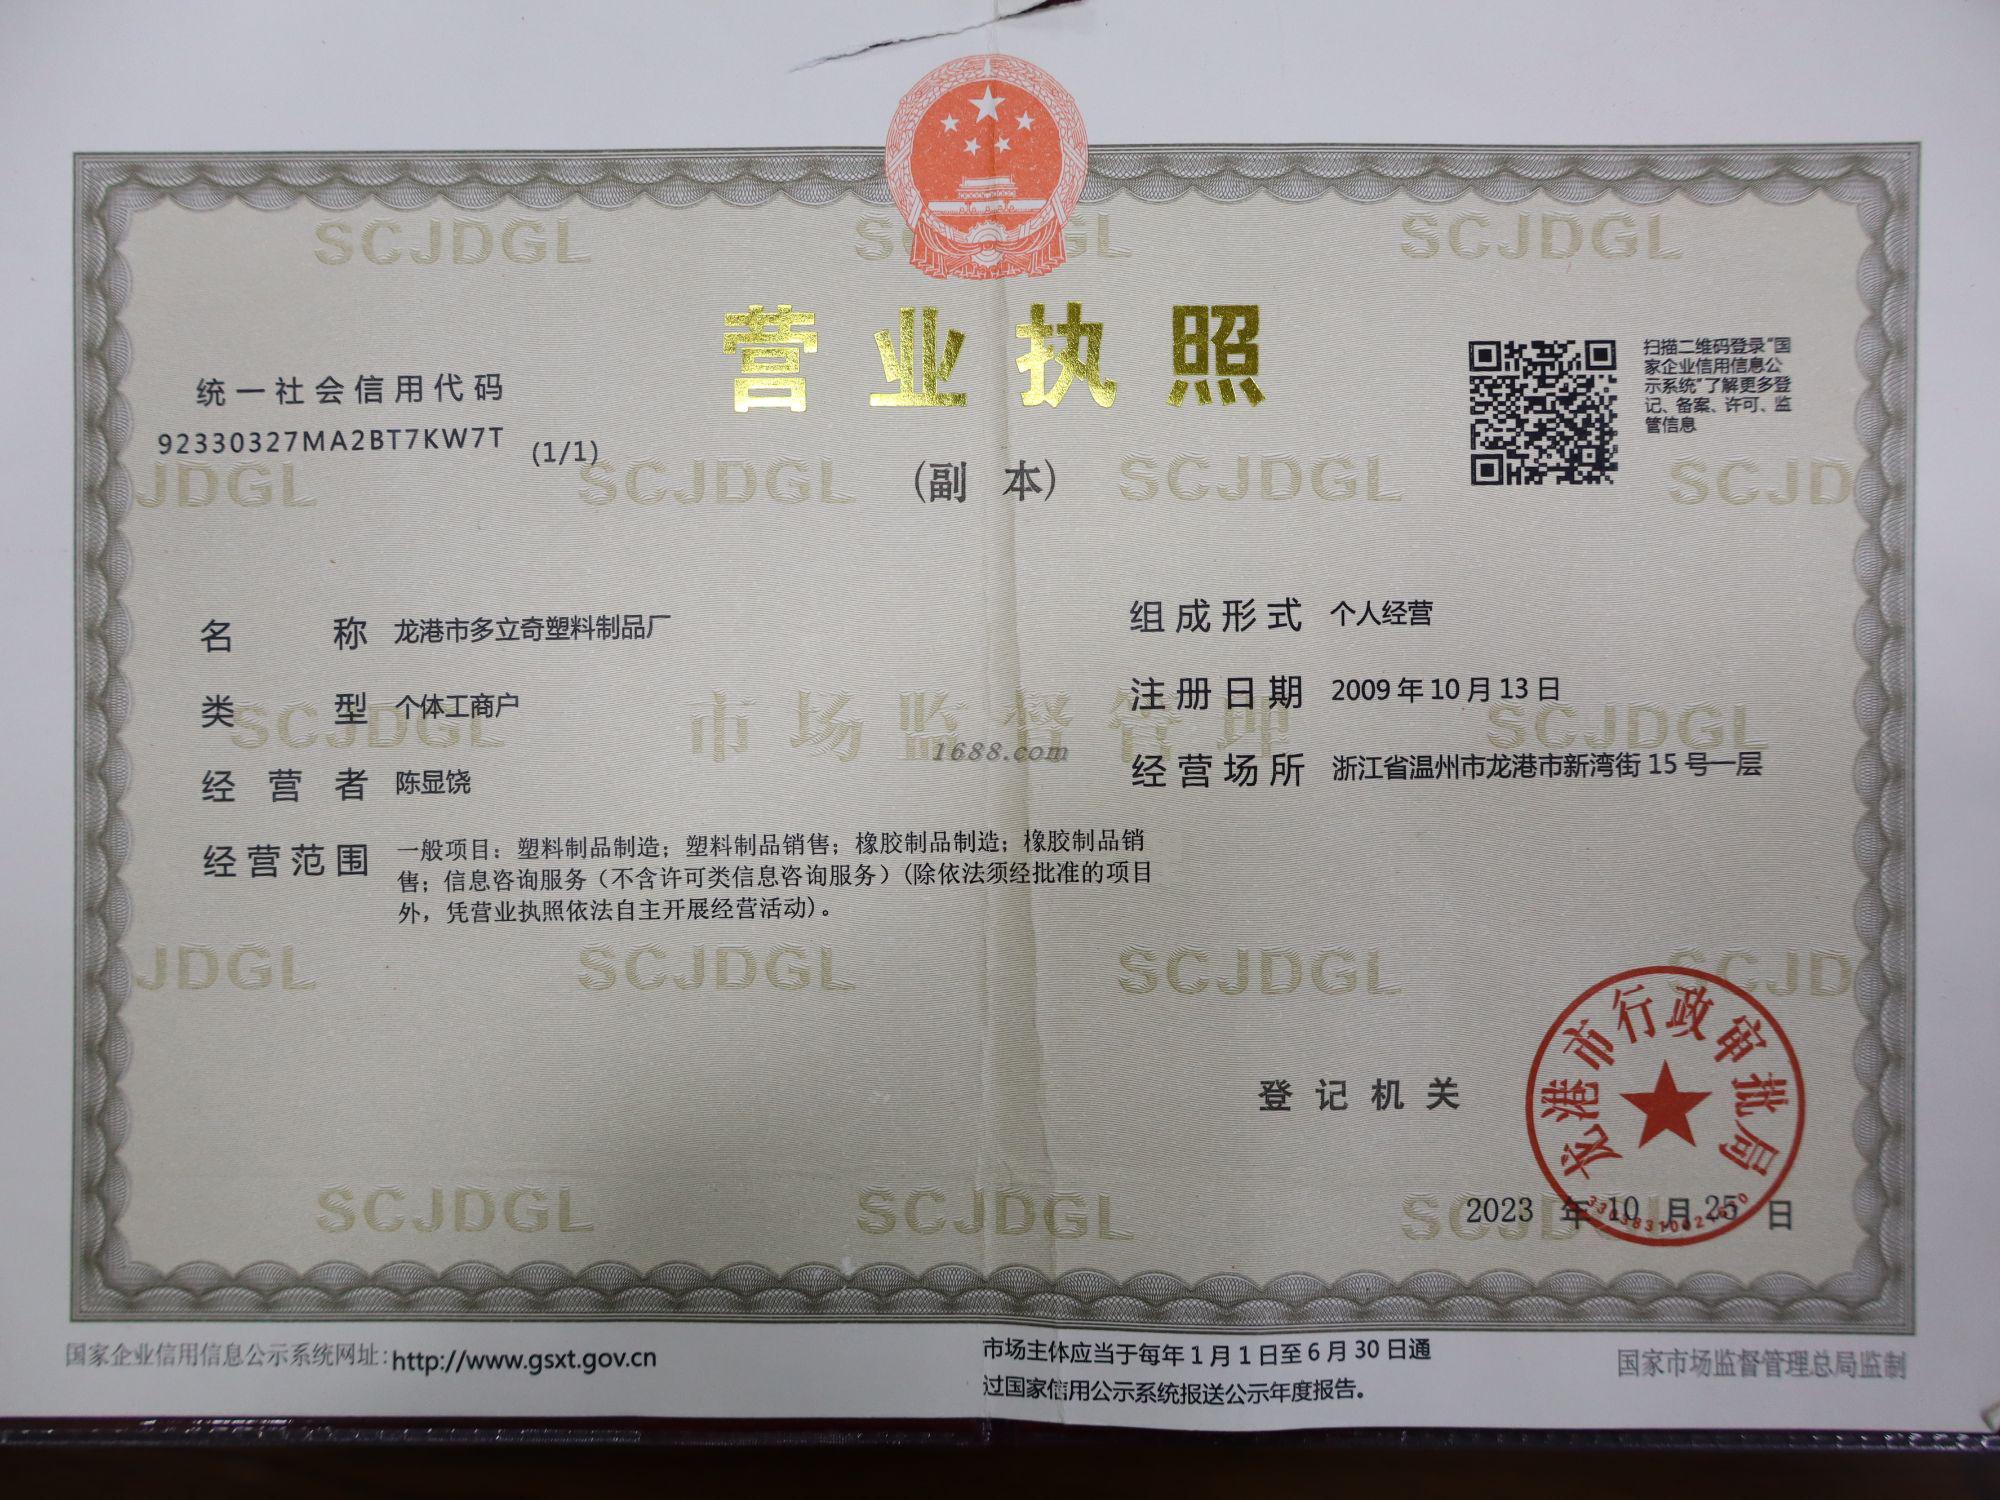 营业执照
(副 本)
统一社会信用代码
92330327MA2BT7KW7T (1/1)
扫描二维码登录“国
家企业信用信息公
示系统”了解更多登
记、备案、许可、监
管信息
名 称 龙港市多立奇塑料制品厂
类 型 个体工商户
经 营 者 陈显饶
经营范围 一般项目：塑料制品制造；塑料制品销售；橡胶制品制造；橡胶制品销
售；信息咨询服务（不含许可类信息咨询服务）(除依法须经批准的项目
外，凭营业执照依法自主开展经营活动)。
组成形式 个人经营
注册日期 2009年10月13日
经营场所 浙江省温州市龙港市新湾街15号一层
SCJDGL
市场监督管理
1688.com
登记机关
龙港市行政审批局
2023 年 10 月 25 日
国家企业信用信息公示系统网址：http://www.gsxt.gov.cn
市场主体应当于每年1月1日至6月30日通
过国家信用公示系统报送公示年度报告。
国家市场监督管理总局监制